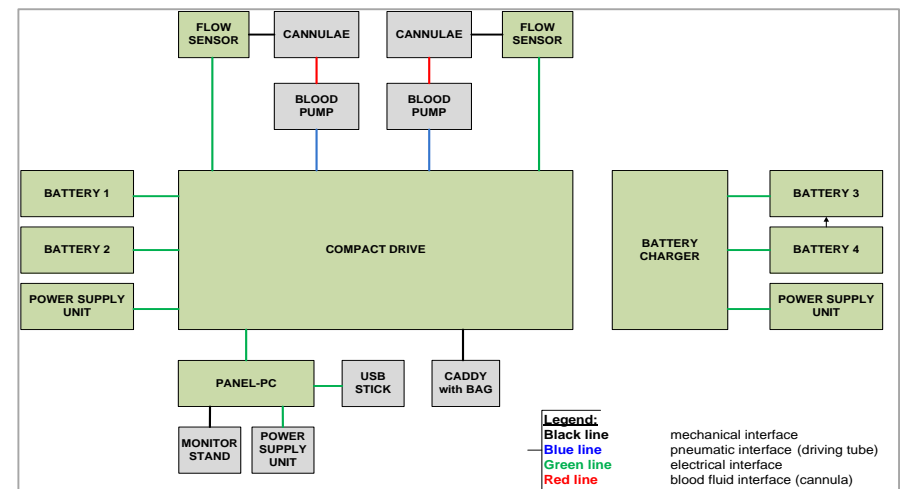 FLOW
SENSOR
CANNULAE
CANNULAE
FLOW
SENSOR
BLOOD
PUMP
BLOOD
PUMP
BATTERY 1
BATTERY 2
POWER SUPPLY
UNIT
COMPACT DRIVE
BATTERY
CHARGER
BATTERY 3
BATTERY 4
POWER SUPPLY
UNIT
PANEL-PC
USB
STICK
CADDY
with BAG
MONITOR
STAND
POWER
SUPPLY
UNIT
Legend:
Black line mechanical interface
Blue line pneumatic interface (driving tube)
Green line electrical interface
Red line blood fluid interface (cannula)